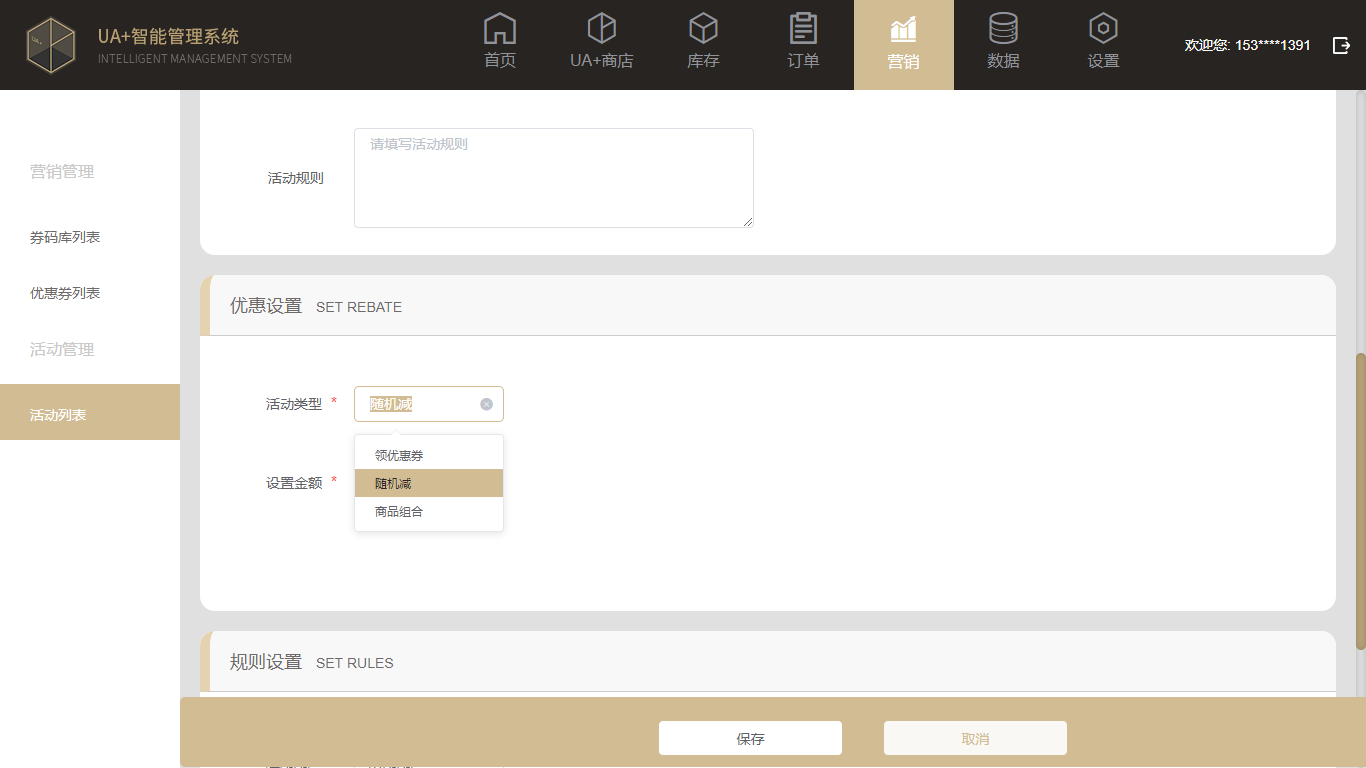 UA+智能管理系统
INTELLIGENT MANAGEMENT SYSTEM
首页
UA+商店
库存
订单
营销
数据
设置
欢迎您: 153****1391
营销管理
券码库列表
优惠券列表
活动管理
活动列表
活动规则
请填写活动规则
优惠设置 SET REBATE
活动类型 *
随机减
领优惠券
随机减
商品组合
设置金额 *
规则设置 SET RULES
保存
取消